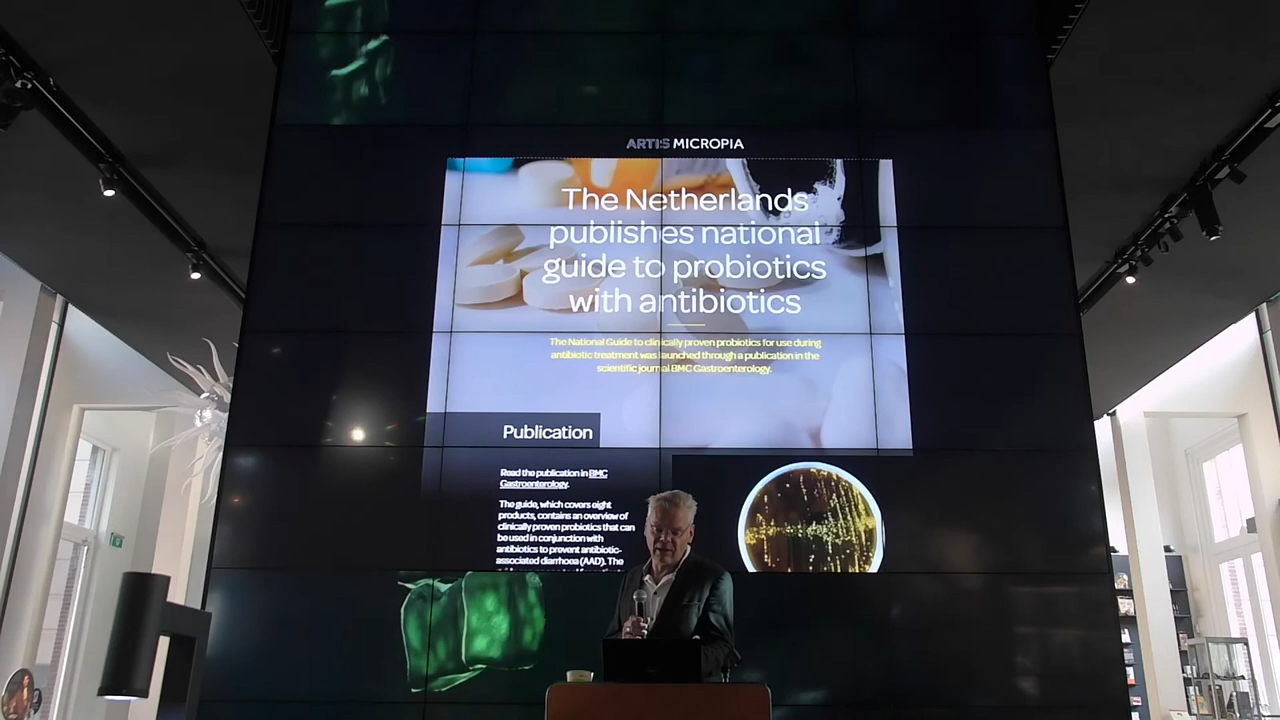 ARTIS MICROPIA
The Netherlands
publishes national
guide to probiotics
with antibiotics
The National Guide to clinically proven probiotics for use during
antibiotic treatment was launched through a publication in the
scientific journal BMC Gastroenterology.
Publication
Read the publication in BMC
Gastroenterology.
The guide, which covers eight
products, contains an overview of
clinically proven probiotics that can
be used in conjunction with
antibiotics to prevent antibiotic-
associated diarrhoea (AAD). The